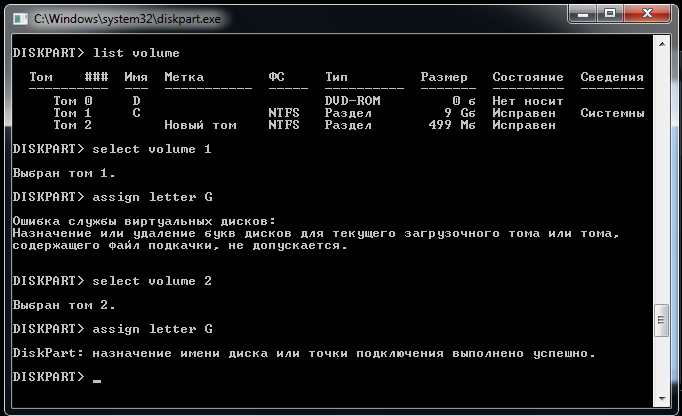 C:\Windows\system32\diskpart.exe
DISKPART> list volume
Том ### Имя Метка ФС Тип Размер Состояние Сведения
---------- --- ----------- ----- ---------- ------- --------- --------
Том 0 D DVD-ROM 0 б Нет носит
Том 1 C NTFS Раздел 9 Gб Исправен Системны
Том 2 Новый том NTFS Раздел 499 Мб Исправен
DISKPART> select volume 1
Выбран том 1.
DISKPART> assign letter G
Ошибка службы виртуальных дисков:
Назначение или удаление букв дисков для текущего загрузочного тома или тома,
содержащего файл подкачки, не допускается.
DISKPART> select volume 2
Выбран том 2.
DISKPART> assign letter G
DiskPart: назначение имени диска или точки подключения выполнено успешно.
DISKPART> _